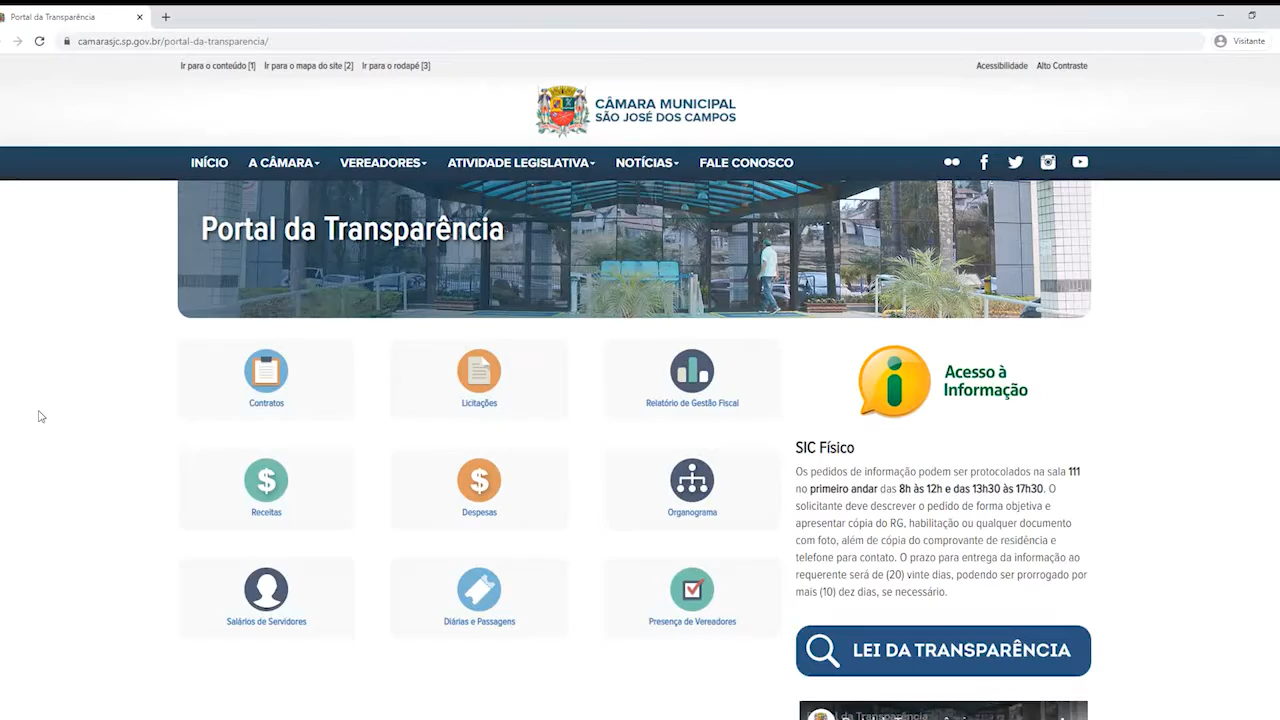 Portal da Transparência
camarasjc.sp.gov.br/portal-da-transparencia/
Visitante
Ir para o conteúdo [1] Ir para o mapa do site [2] Ir para o rodapé [3]
Acessibilidade Alto Contraste
CÂMARA MUNICIPAL
SÃO JOSÉ DOS CAMPOS
INÍCIO A CÂMARA VEREADORES ATIVIDADE LEGISLATIVA NOTÍCIAS FALE CONOSCO
Portal da Transparência
Contratos
Licitações
Relatório de Gestão Fiscal
Receitas
Despesas
Organograma
Salários de Servidores
Diárias e Passagens
Presença de Vereadores
Acesso à
Informação
SIC Físico
Os pedidos de informação podem ser protocolados na sala 111
no primeiro andar das 8h às 12h e das 13h30 às 17h30. O
solicitante deve descrever o pedido de forma objetiva e
apresentar cópia do RG, habilitação ou qualquer documento
com foto, além de cópia do comprovante de residência e
telefone para contato. O prazo para entrega da informação ao
requerente será de (20) vinte dias, podendo ser prorrogado por
mais (10) dez dias, se necessário.
LEI DA TRANSPARÊNCIA